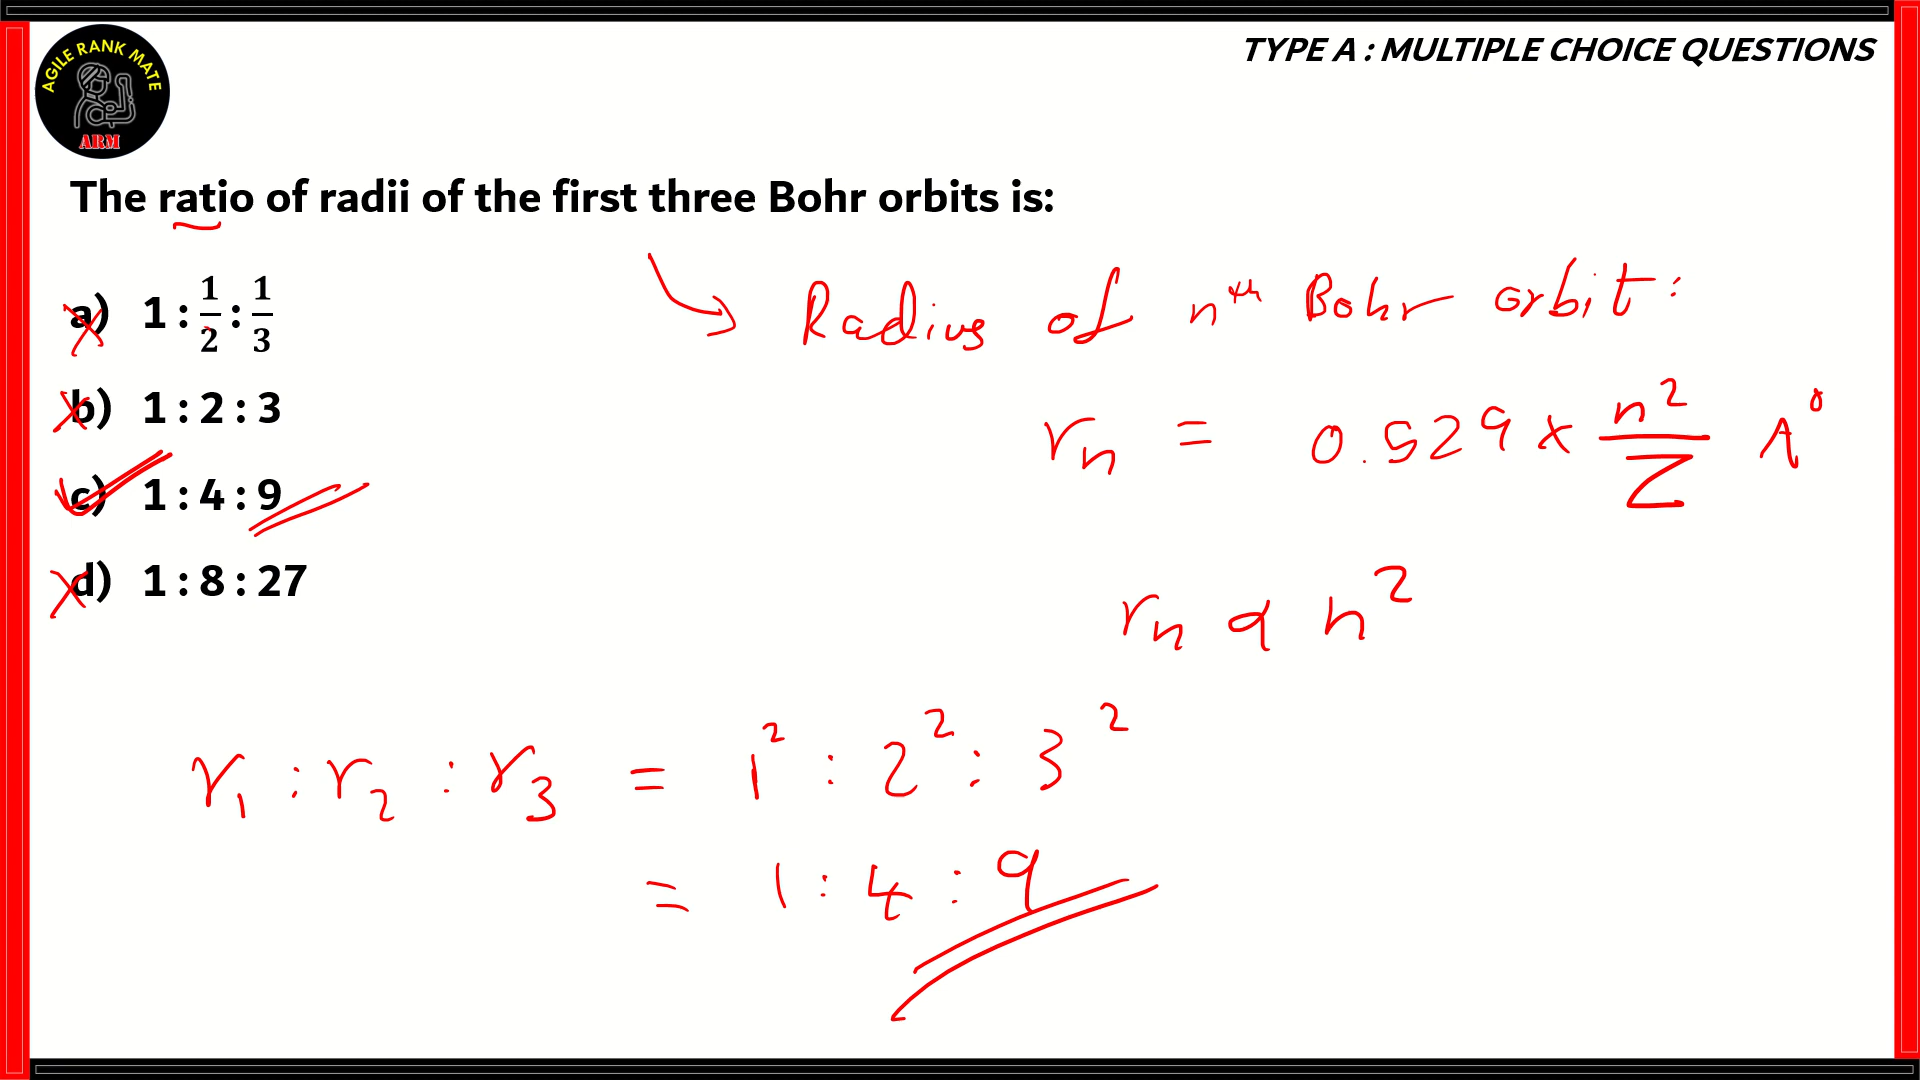 AGILE RANK MATE
ARM
TYPE A : MULTIPLE CHOICE QUESTIONS
The ratio of radii of the first three Bohr orbits is:
a) 1 : 1/2 : 1/3
b) 1 : 2 : 3
c) 1 : 4 : 9
d) 1 : 8 : 27
Radius of nᵗʰ Bohr orbit :
rₙ = 0.529 × n²/Z A°
rₙ ∝ n²
r₁ : r₂ : r₃ = 1² : 2² : 3²
= 1 : 4 : 9